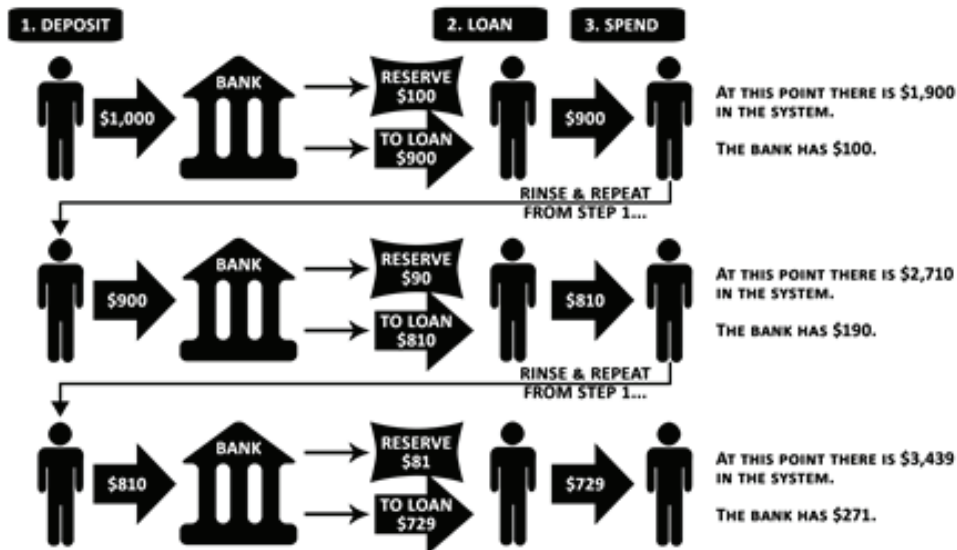 1. DEPOSIT
2. LOAN
3. SPEND
$1,000
BANK
RESERVE
$100
TO LOAN
$900
$900
AT THIS POINT THERE IS $1,900
IN THE SYSTEM.
THE BANK HAS $100.
RINSE & REPEAT
FROM STEP 1...
$900
BANK
RESERVE
$90
TO LOAN
$810
$810
AT THIS POINT THERE IS $2,710
IN THE SYSTEM.
THE BANK HAS $190.
RINSE & REPEAT
FROM STEP 1...
$810
BANK
RESERVE
$81
TO LOAN
$729
$729
AT THIS POINT THERE IS $3,439
IN THE SYSTEM.
THE BANK HAS $271.